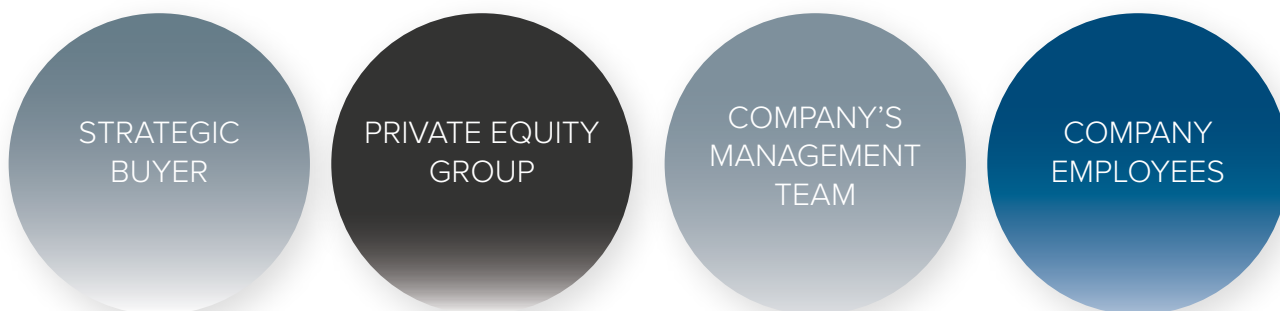 STRATEGIC
BUYER
PRIVATE EQUITY
GROUP
COMPANY’S
MANAGEMENT
TEAM
COMPANY
EMPLOYEES